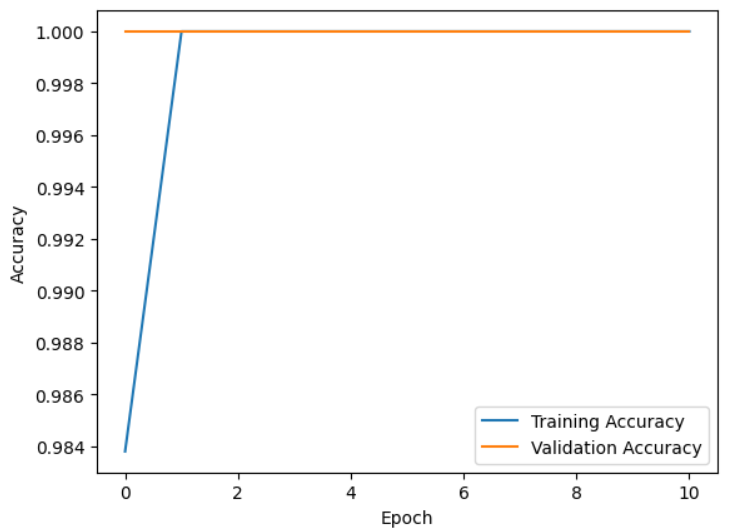 1.000
0.998
0.996
0.994
0.992
0.990
0.988
0.986
0.984
Accuracy
Training Accuracy
Validation Accuracy
0 2 4 6 8 10
Epoch